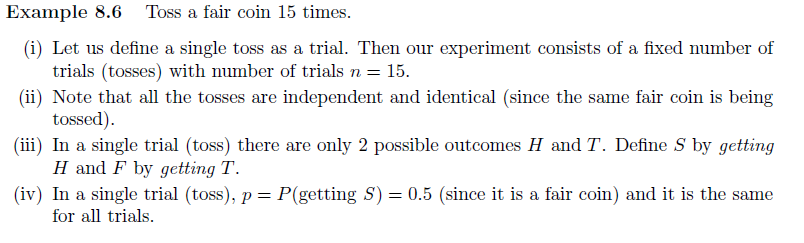 Example 8.6 Toss a fair coin 15 times.
(i) Let us define a single toss as a trial. Then our experiment consists of a fixed number of
trials (tosses) with number of trials n = 15.
(ii) Note that all the tosses are independent and identical (since the same fair coin is being
tossed).
(iii) In a single trial (toss) there are only 2 possible outcomes H and T. Define S by getting
H and F by getting T.
(iv) In a single trial (toss), p = P(getting S) = 0.5 (since it is a fair coin) and it is the same
for all trials.